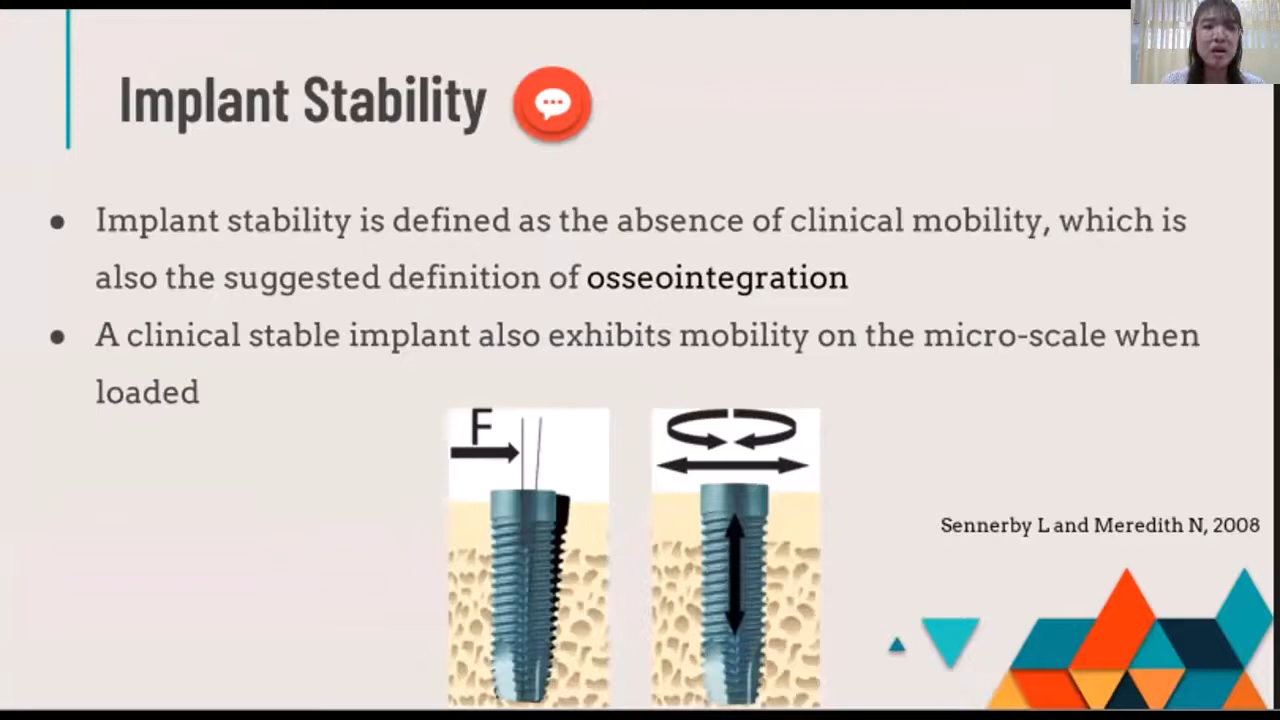 Implant Stability
● Implant stability is defined as the absence of clinical mobility, which is
also the suggested definition of osseointegration
● A clinical stable implant also exhibits mobility on the micro-scale when
loaded
F
Sennerby L and Meredith N, 2008